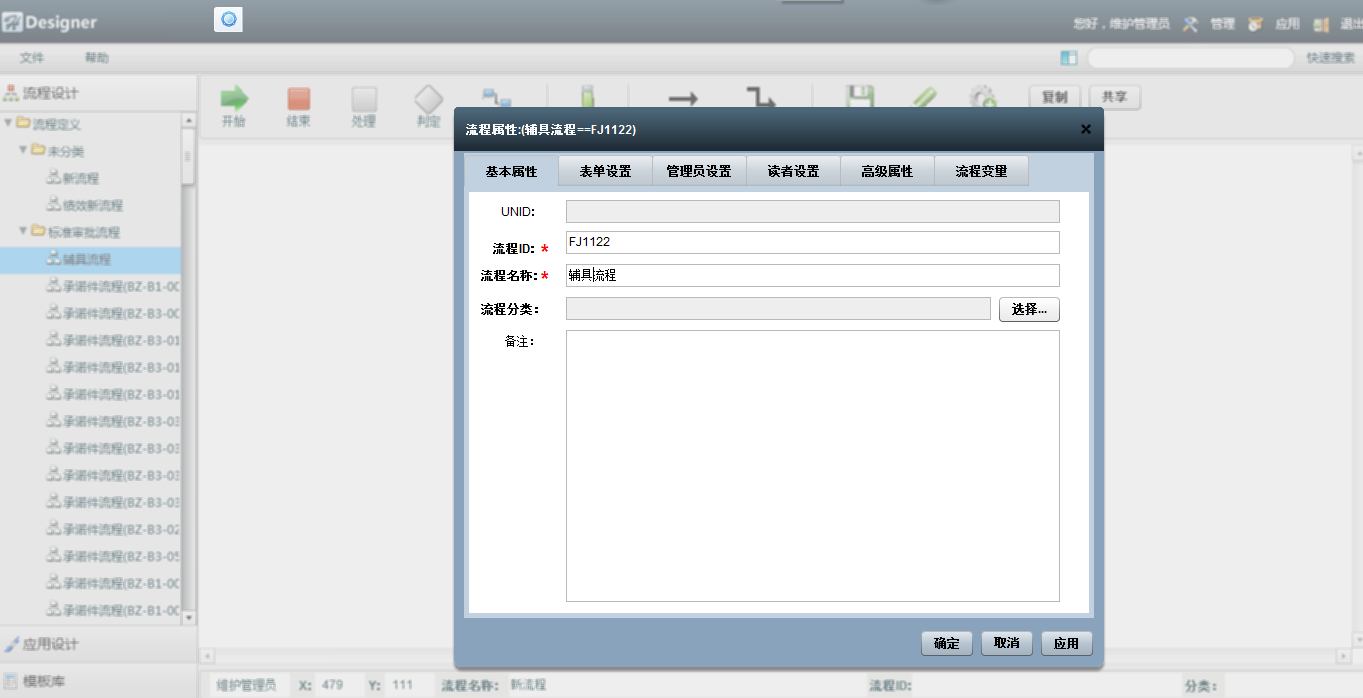 Designer
您好，维护管理员 管理 应用 退出
文件 帮助
快速搜索
流程设计
开始 结束 处理 判定
复制 共享
流程定义
未分类
新流程
绩效新流程
标准审批流程
辅具流程
承诺件流程(BZ-B1-00
承诺件流程(BZ-B3-00
承诺件流程(BZ-B3-01
承诺件流程(BZ-B3-01
承诺件流程(BZ-B3-01
承诺件流程(BZ-B3-03
承诺件流程(BZ-B3-03
承诺件流程(BZ-B3-03
承诺件流程(BZ-B3-03
承诺件流程(BZ-B3-02
承诺件流程(BZ-B3-05
承诺件流程(BZ-B1-00
承诺件流程(BZ-B1-00
应用设计
模板库
流程属性:(辅具流程==FJ1122)
基本属性 表单设置 管理员设置 读者设置 高级属性 流程变量
UNID:
流程ID: * FJ1122
流程名称: * 辅具流程
流程分类： 选择...
备注：
确定 取消 应用
维护管理员 X: 479 Y: 111 流程名称: 新流程 流程ID: 分类：